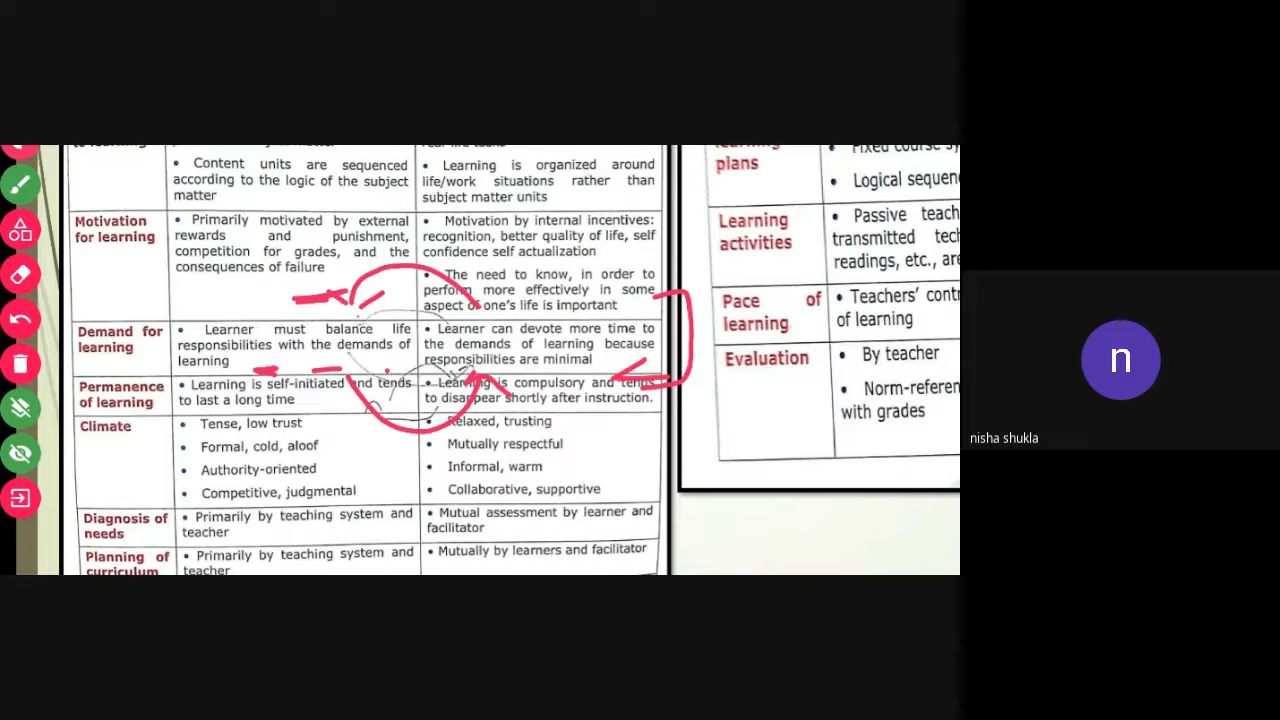 • Content units are sequenced
according to the logic of the subject
matter
• Learning is organized around
life/work situations rather than
subject matter units
Motivation
for learning
• Primarily motivated by external
rewards and punishment,
competition for grades, and the
consequences of failure
• Motivation by internal incentives:
recognition, better quality of life, self
confidence self actualization
• The need to know, in order to
perform more effectively in some
aspect of one's life is important
Demand for
learning
• Learner must balance life
responsibilities with the demands of
learning
• Learner can devote more time to
the demands of learning because
responsibilities are minimal
Permanence
of learning
• Learning is self-initiated and tends
to last a long time
• Learning is compulsory and tends
to disappear shortly after instruction.
Climate
• Tense, low trust
• Formal, cold, aloof
• Authority-oriented
• Competitive, judgmental
• Relaxed, trusting
• Mutually respectful
• Informal, warm
• Collaborative, supportive
Diagnosis of
needs
• Primarily by teaching system and
teacher
• Mutual assessment by learner and
facilitator
Planning of
curriculum
• Primarily by teaching system and
teacher
• Mutually by learners and facilitator
plans
• Fixed course
• Logical
Learning
activities
• Passive
transmitted
readings, etc.,
Pace of
learning
• Teachers'
of learning
Evaluation
• By teacher
•
with grades
n
nisha shukla